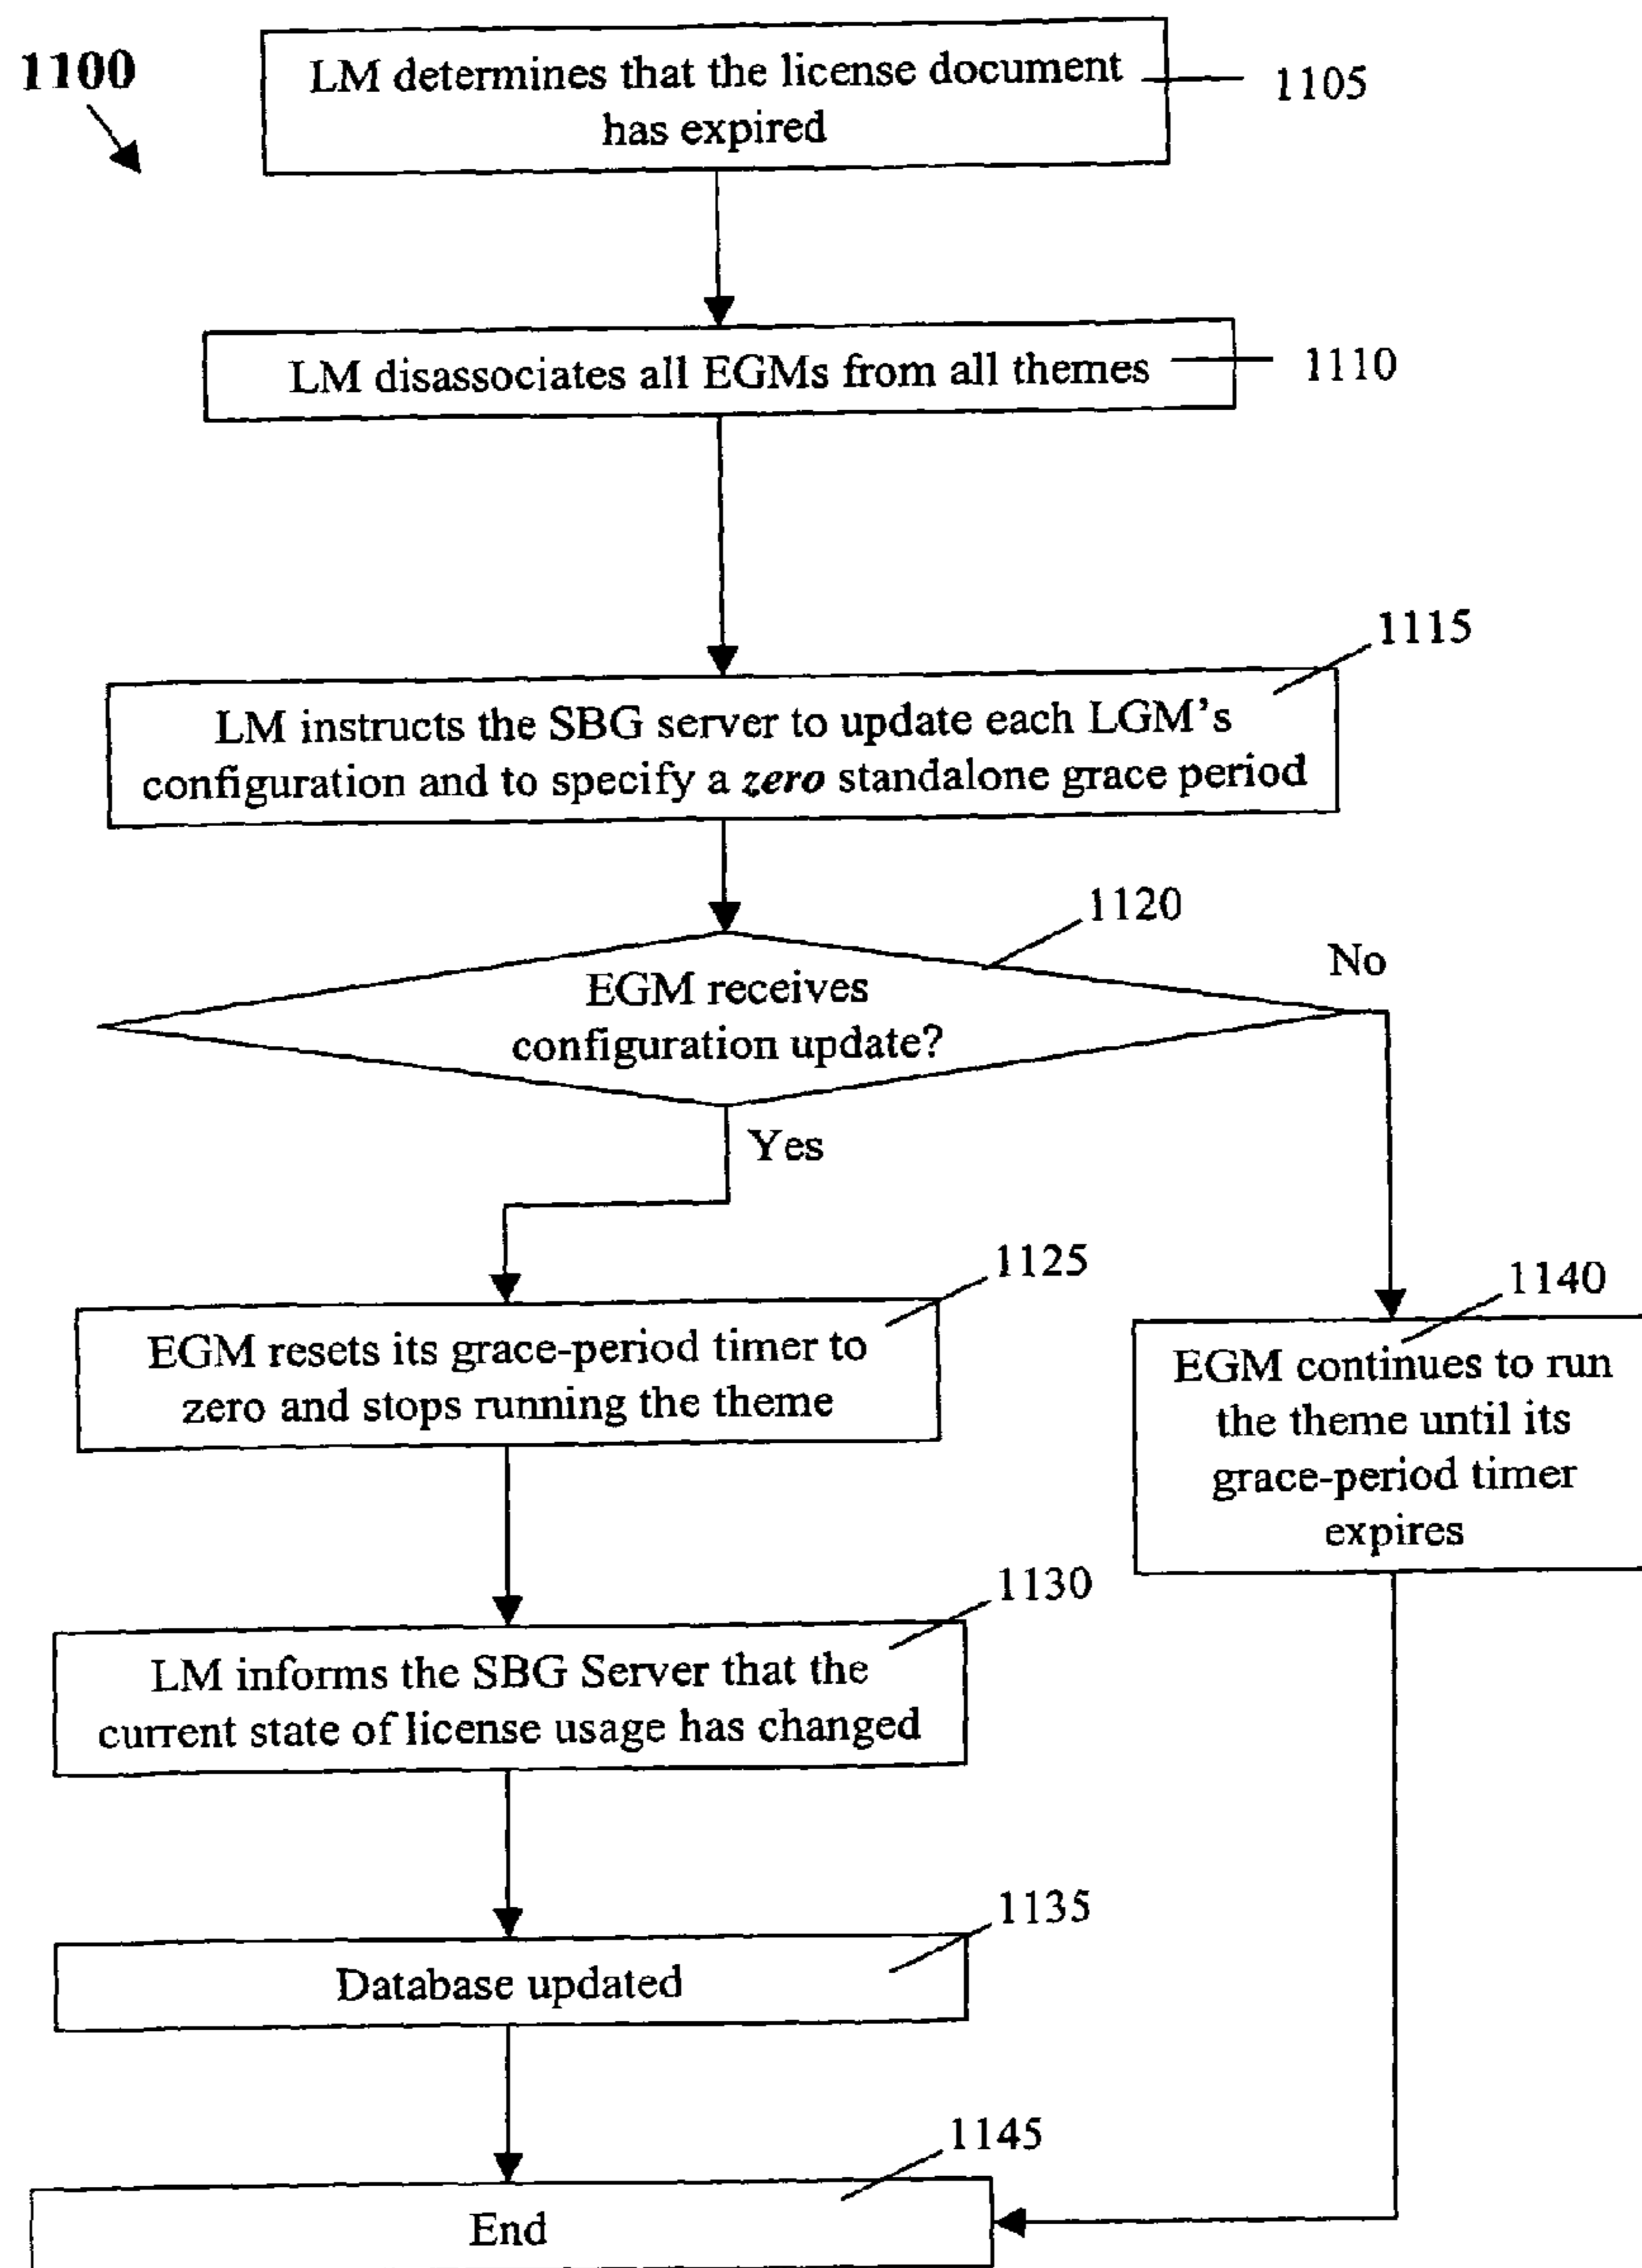 1100
LM determines that the license document
has expired
1105
LM disassociates all EGMs from all themes
1110
1115
LM instructs the SBG server to update each LGM's
configuration and to specify a zero standalone grace period
1120
No
EGM receives
configuration update?
Yes
1125
EGM resets its grace-period timer to
zero and stops running the theme
1140
EGM continues to run
the theme until its
grace-period timer
expires
1130
LM informs the SBG Server that the
current state of license usage has changed
1135
Database updated
1145
End